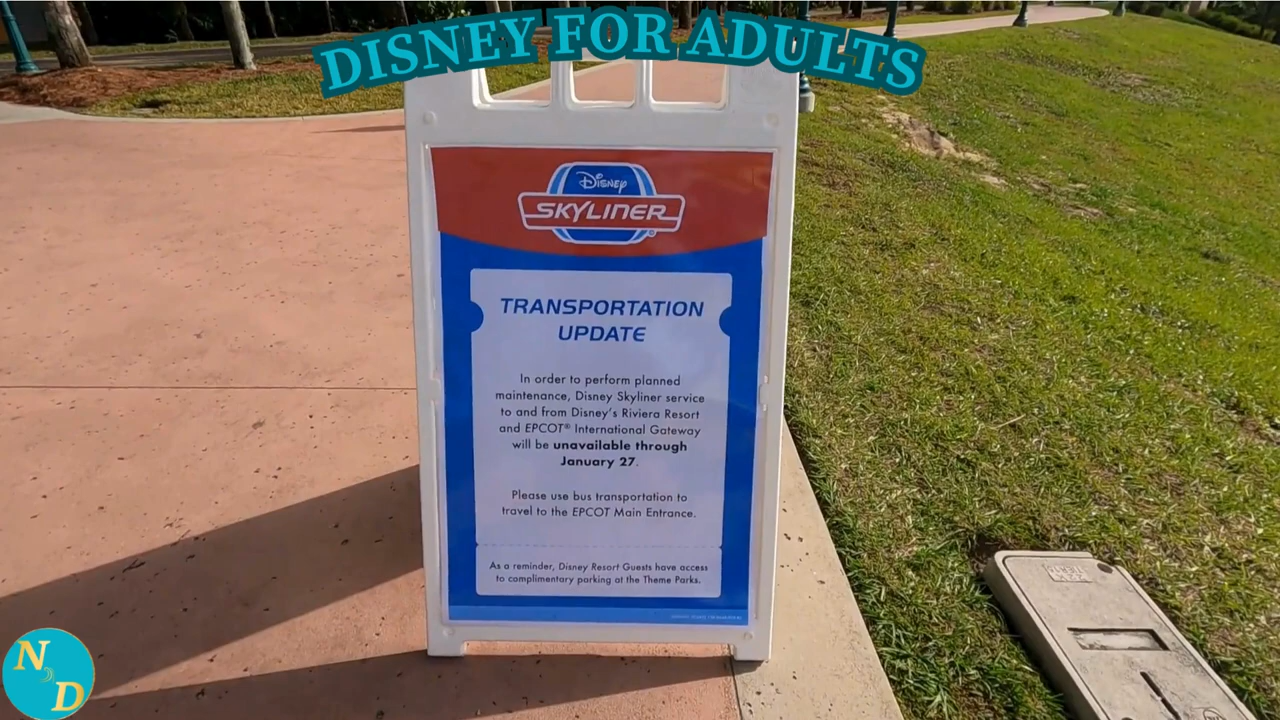 DISNEY FOR ADULTS
Disney
SKYLINER
TRANSPORTATION
UPDATE
In order to perform planned
maintenance, Disney Skyliner service
to and from Disney's Riviera Resort
and EPCOT® International Gateway
will be unavailable through
January 27.
Please use bus transportation to
travel to the EPCOT Main Entrance.
As a reminder, Disney Resort Guests have access
to complimentary parking at the Theme Parks.
N
D